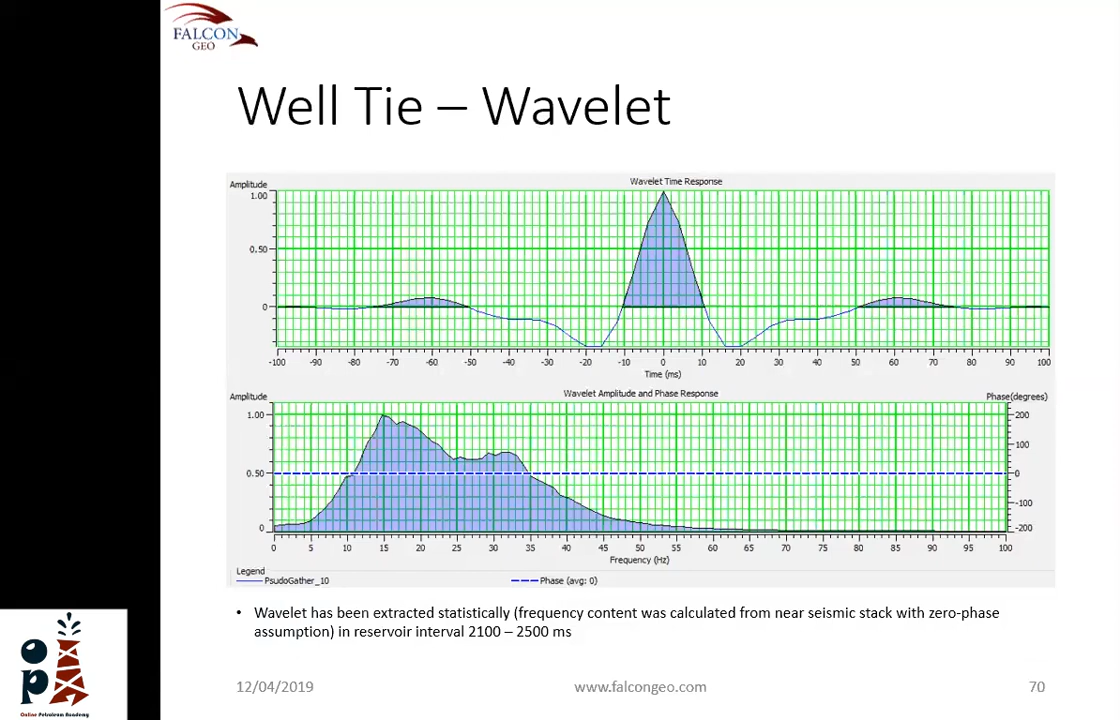 FALCON
GEO
Well Tie – Wavelet
Wavelet Time Response
Amplitude
1.00
0.50
0
-100 -90 -80 -70 -60 -50 -40 -30 -20 -10 0 10 20 30 40 50 60 70 80 90 100
Time (ms)
Wavelet Amplitude and Phase Response
Amplitude Phase(degrees)
1.00 200
100
0.50 0
-100
0 -200
0 5 10 15 20 25 30 35 40 45 50 55 60 65 70 75 80 85 90 95 100
Frequency (Hz)
Legend
PsudoGather_10 Phase (avg: 0)
• Wavelet has been extracted statistically (frequency content was calculated from near seismic stack with zero-phase
assumption) in reservoir interval 2100 – 2500 ms
12/04/2019 www.falcongeo.com 70
opa
Online Petroleum Academy